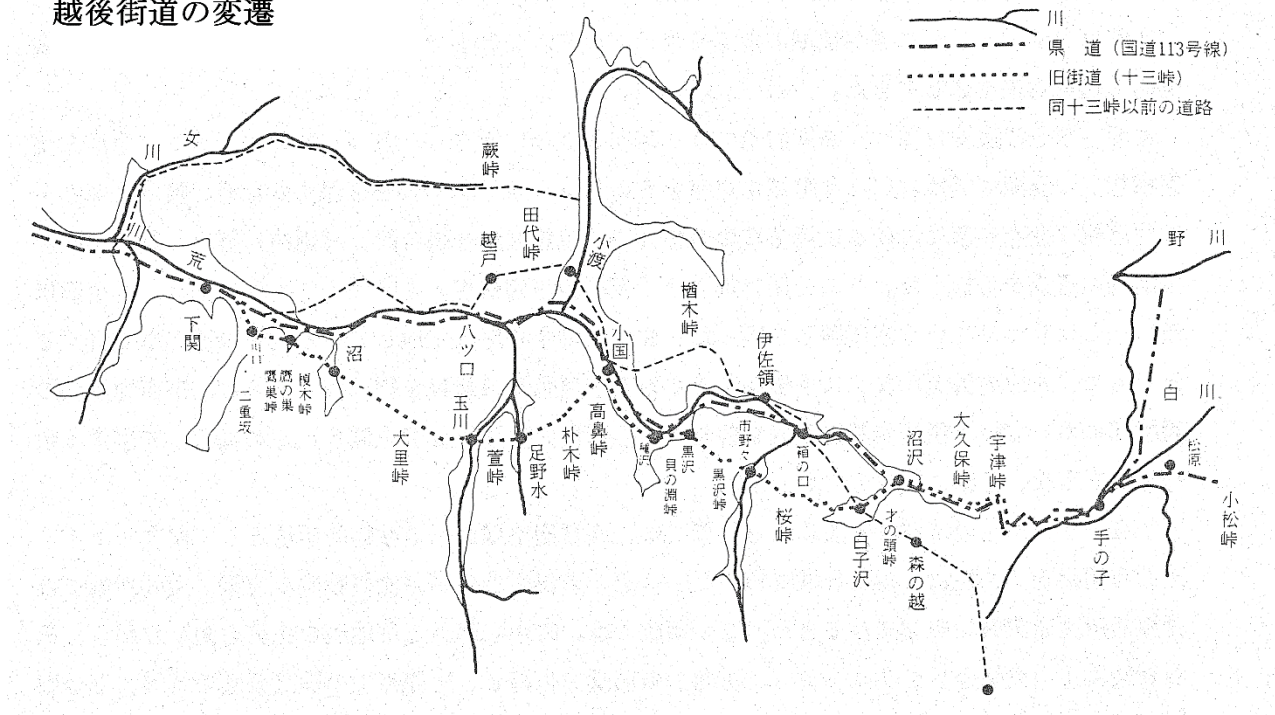 越後街道の変遷
川
県 道(国道113号線)
旧街道(十三峠)
同十三峠以前の道路
女
川
蕨峠
田代峠
越戸
小渡
荒
川
楢木峠
野 川
下関
沼
八ツ口
小国
伊佐領
二重坂
鷹巣峠
鷹の巣
榎木峠
白 川
松原
小松峠
大里峠
玉川
萱峠
足野水
朴木峠
高鼻峠
貝の淵峠
黒沢
市野々
黒沢峠
箱の口
桜峠
沼沢
大久保峠
宇津峠
白子沢
才の頭峠
森の越
手の子